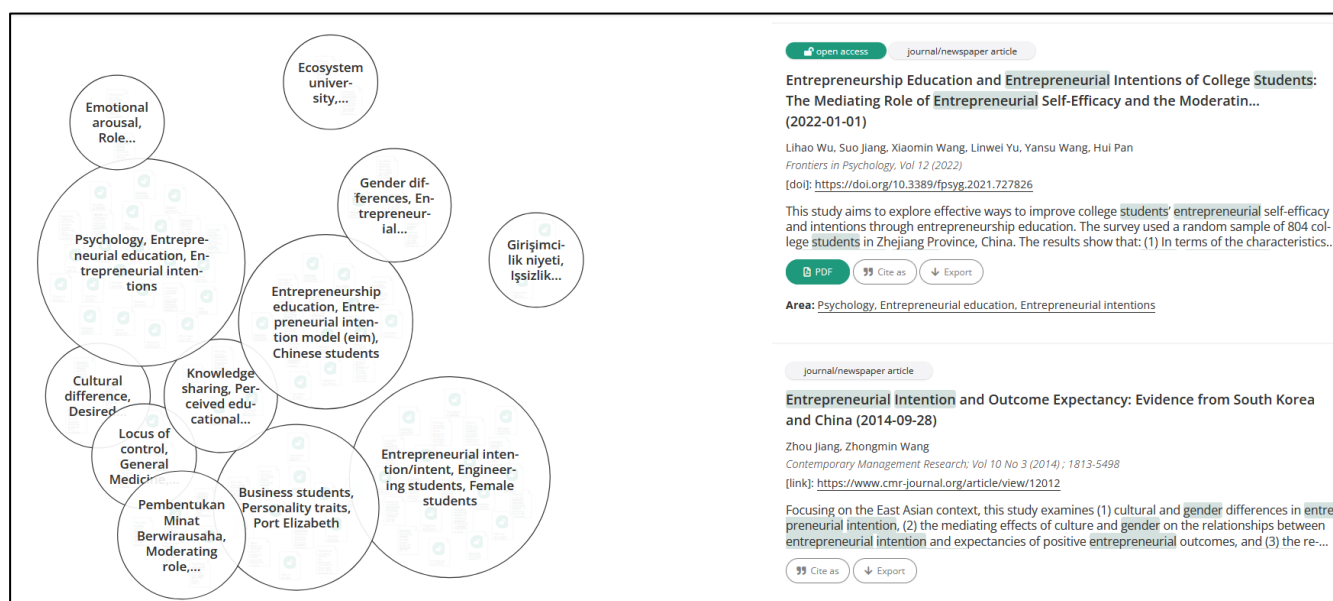 Ecosystem
univer-
sity,...
Emotional
arousal,
Role...
Gender dif-
ferences, En-
trepreneur-
ial...
Psychology, Entrepre-
neurial education, En-
trepreneurial inten-
tions
Girişimci-
lik niyeti,
Işsizlik...
Entrepreneurship
education, Entre-
preneurial inten-
tion model (eim),
Chinese students
Cultural
difference,
Desired...
Knowledge
sharing, Per-
ceived edu-
cational...
Locus of
control,
General
Medicine,...
Entrepreneurial inten-
tion/intent, Engineer-
ing students, Female
students
Business students,
Personality traits,
Port Elizabeth
Pembentukan
Minat
Berwirausaha,
Moderating
role,...
open access journal/newspaper article
Entrepreneurship Education and Entrepreneurial Intentions of College Students:
The Mediating Role of Entrepreneurial Self-Efficacy and the Moderatin...
(2022-01-01)
Lihao Wu, Suo Jiang, Xiaomin Wang, Linwei Yu, Yansu Wang, Hui Pan
Frontiers in Psychology, Vol 12 (2022)
[doi]: https://doi.org/10.3389/fpsyg.2021.727826
This study aims to explore effective ways to improve college students' entrepreneurial self-efficacy
and intentions through entrepreneurship education. The survey used a random sample of 804 col-
lege students in Zhejiang Province, China. The results show that: (1) In terms of the characteristics...
PDF Cite as Export
Area: Psychology, Entrepreneurial education, Entrepreneurial intentions
journal/newspaper article
Entrepreneurial Intention and Outcome Expectancy: Evidence from South Korea
and China (2014-09-28)
Zhou Jiang, Zhongmin Wang
Contemporary Management Research; Vol 10 No 3 (2014) ; 1813-5498
[link]: https://www.cmr-journal.org/article/view/12012
Focusing on the East Asian context, this study examines (1) cultural and gender differences in entre
preneurial intention, (2) the mediating effects of culture and gender on the relationships between
entrepreneurial intention and expectancies of positive entrepreneurial outcomes, and (3) the re-...
Cite as Export